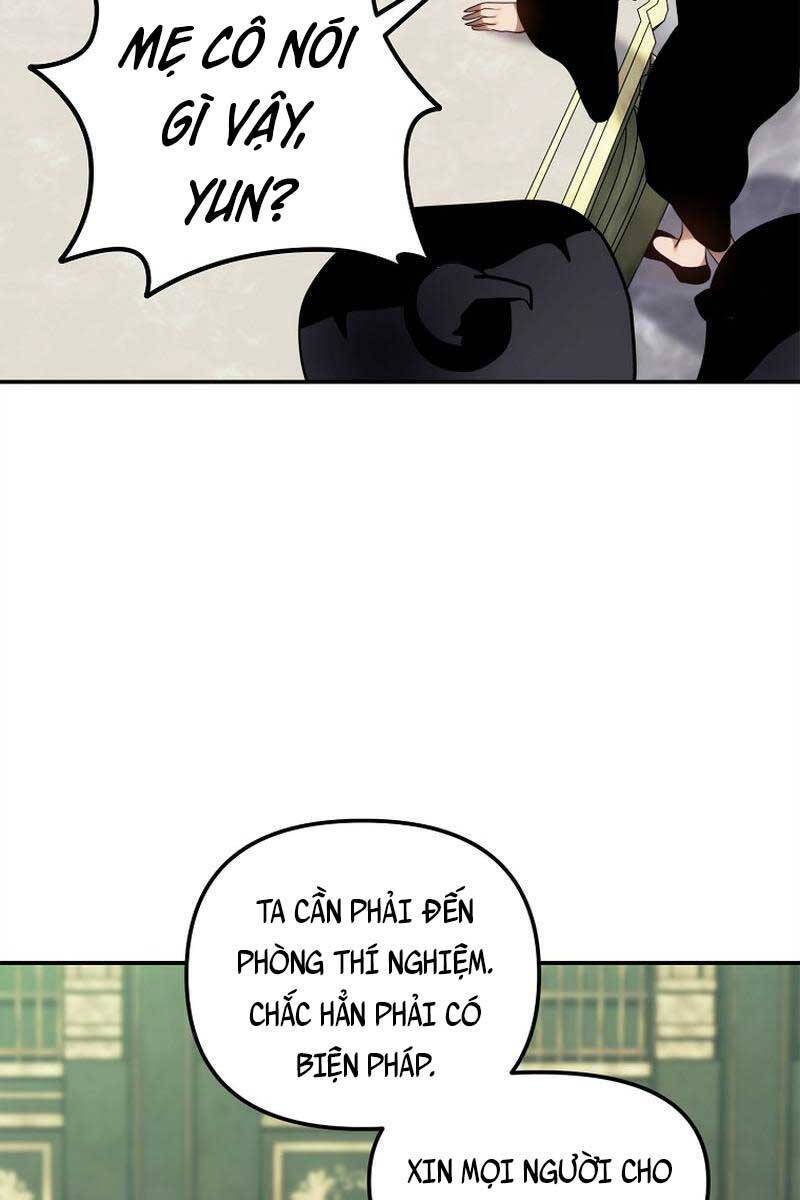 MẸ CÔ NÓI
GÌ VẬY,
YUN?
TA CẦN PHẢI ĐẾN
PHÒNG THÍ NGHIỆM.
CHẮC HẲN PHẢI CÓ
BIỆN PHÁP.
XIN MỌI NGƯỜI CHO